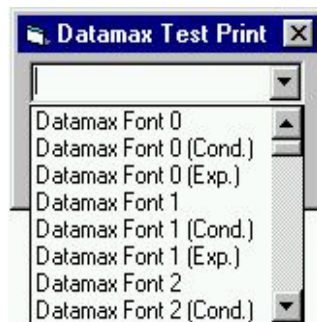 Datamax Test Print
Datamax Font 0
Datamax Font 0 (Cond.)
Datamax Font 0 (Exp.)
Datamax Font 1
Datamax Font 1 (Cond.)
Datamax Font 1 (Exp.)
Datamax Font 2
Datamax Font 2 (Cond.)